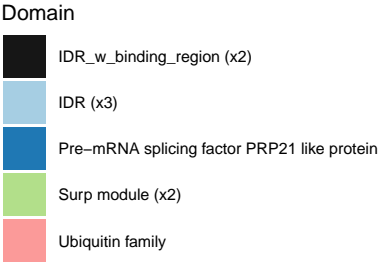 Domain
IDR_w_binding_region (x2)
IDR (x3)
Pre−mRNA splicing factor PRP21 like protein
Surp module (x2)
Ubiquitin family